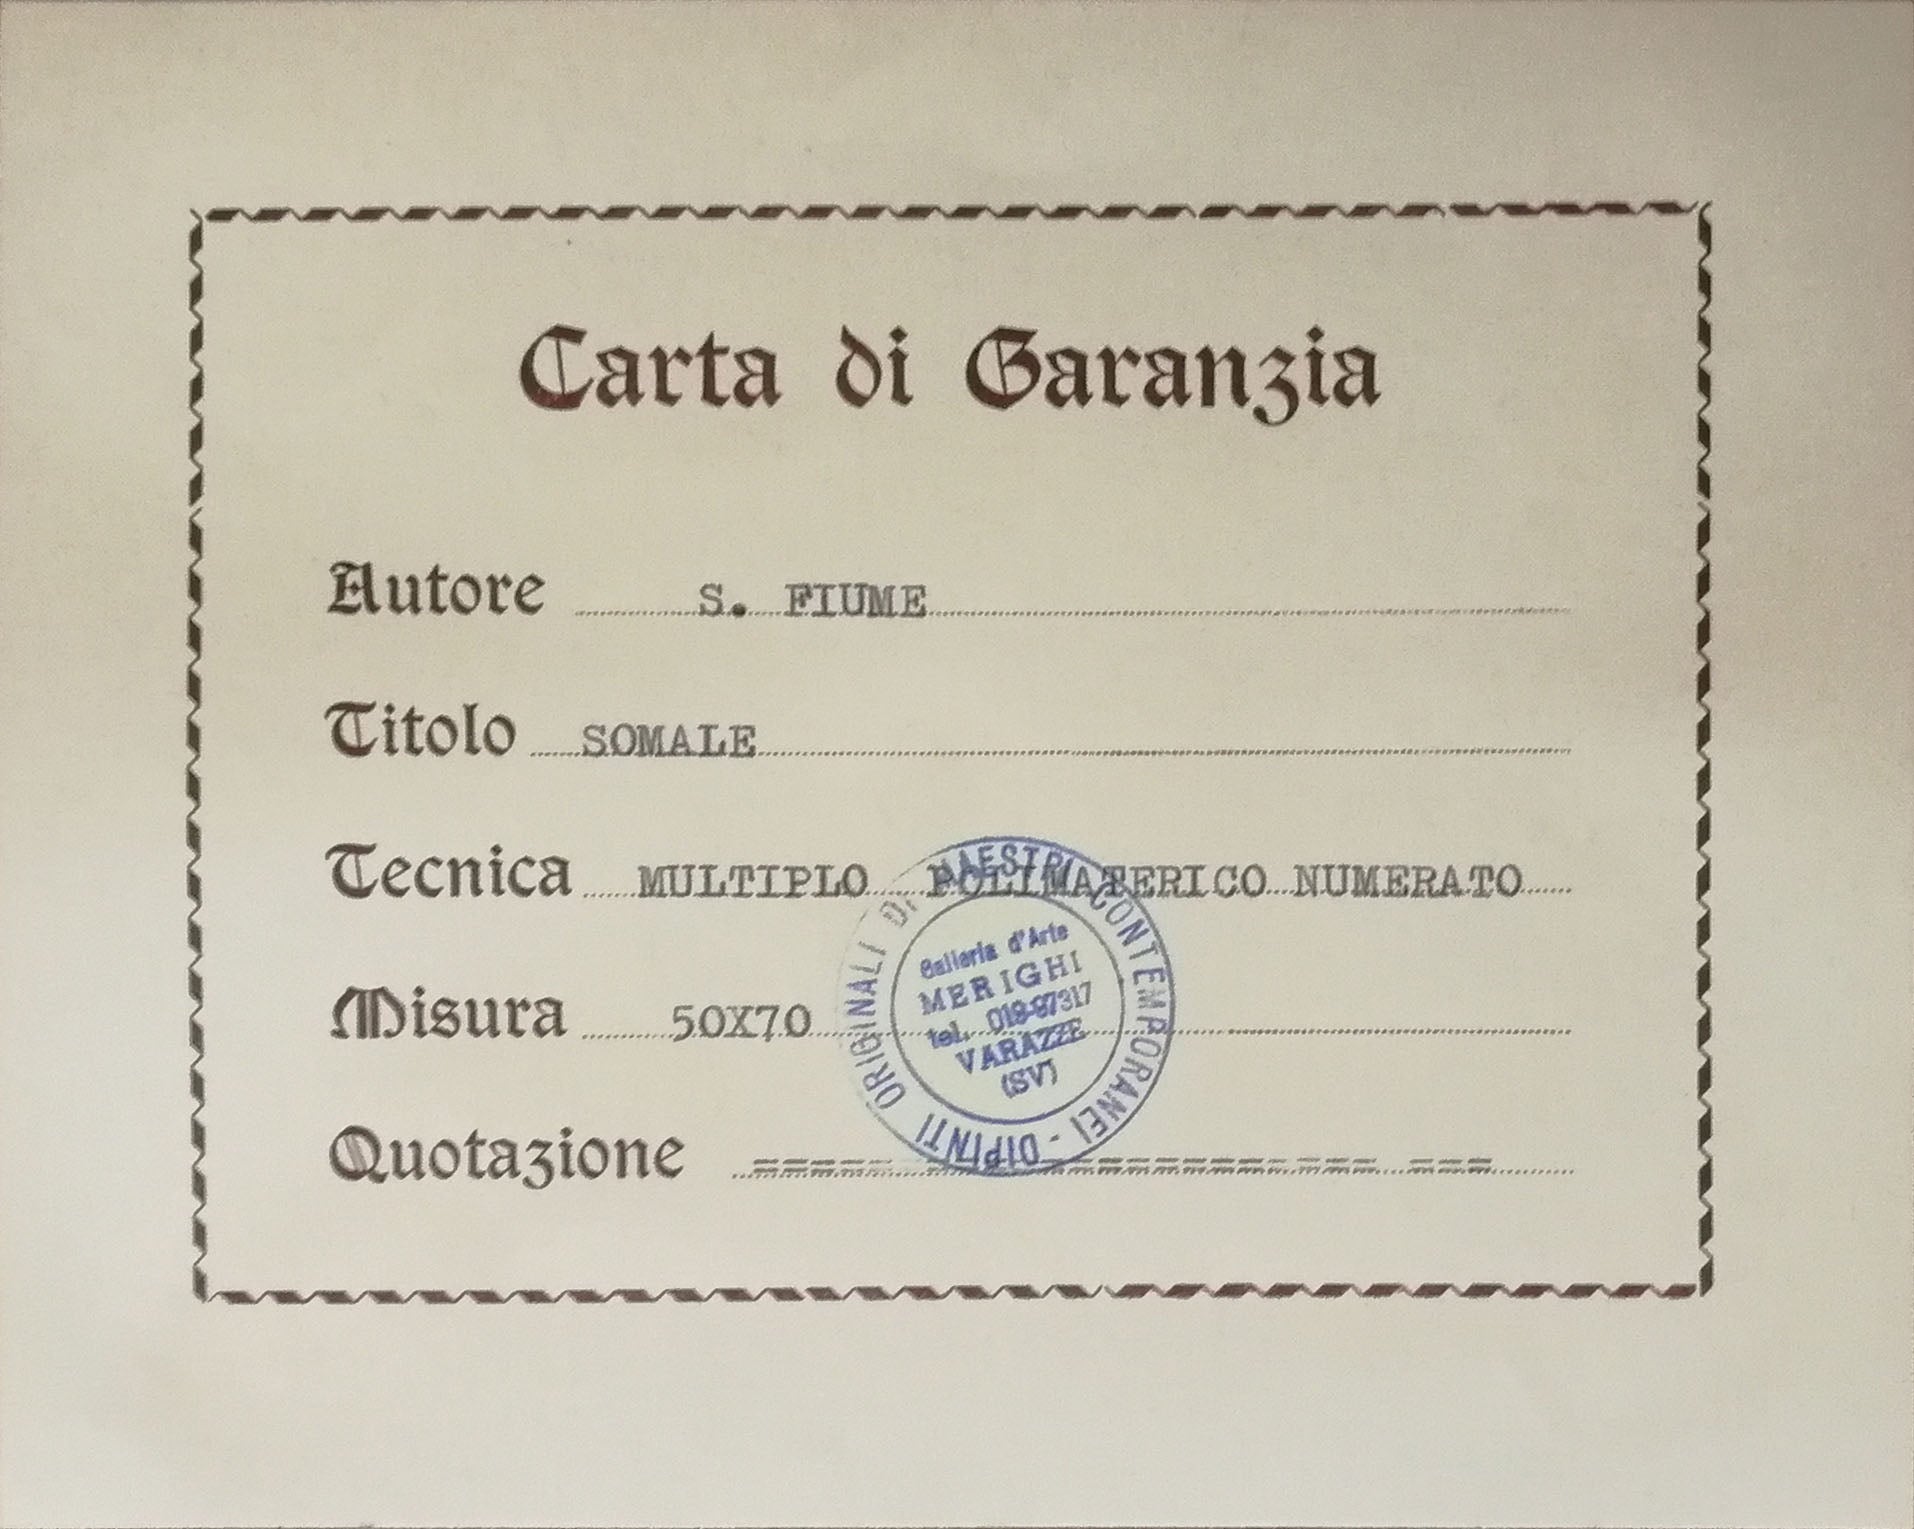 Carta di Garanzia
Autore S. FIUME
Titolo SOMALE
Tecnica MULTIPLO POLIMATERICO NUMERATO
Misura 50X70
Quotazione ===== ============ === ===
DIPINTI ORIGINALI DI MAESTRI CONTEMPORANEI -
Galleria d'Arte
MERIGHI
tel. 019-97317
VARAZZE
(SV)